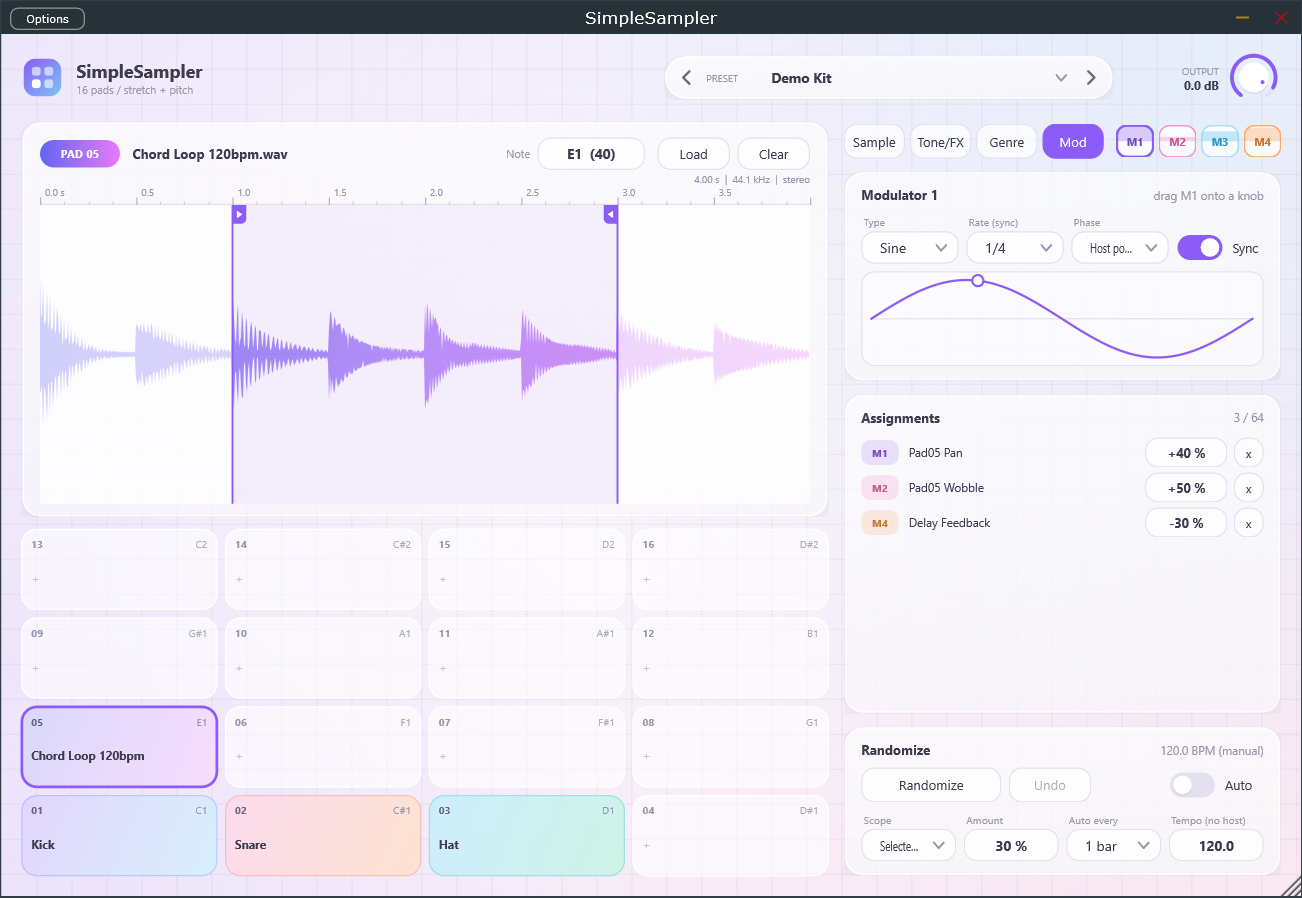 Options
SimpleSampler
SimpleSampler
16 pads / stretch + pitch
PRESET Demo Kit
OUTPUT
0.0 dB
PAD 05 Chord Loop 120bpm.wav Note E1 (40) Load Clear
4.00 s | 44.1 kHz | stereo
0.0 s 0.5 1.0 1.5 2.0 2.5 3.0 3.5
13 C2 14 C#2 15 D2 16 D#2
+ + + +
09 G#1 10 A1 11 A#1 12 B1
+ + + +
05 E1 06 F1 07 F#1 08 G1
Chord Loop 120bpm + + +
01 C1 02 C#1 03 D1 04 D#1
Kick Snare Hat +
Sample Tone/FX Genre Mod M1 M2 M3 M4
Modulator 1 drag M1 onto a knob
Type Rate (sync) Phase
Sine 1/4 Host po... Sync
Assignments 3 / 64
M1 Pad05 Pan +40 % x
M2 Pad05 Wobble +50 % x
M4 Delay Feedback -30 % x
Randomize 120.0 BPM (manual)
Randomize Undo Auto
Scope Amount Auto every Tempo (no host)
Selecte... 30 % 1 bar 120.0